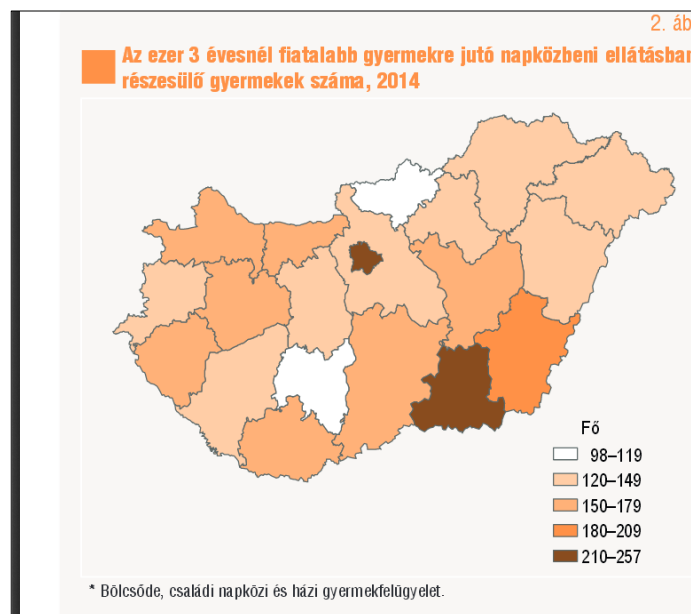 2. áb
Az ezer 3 évesnél fiatalabb gyermekre jutó napközbeni ellátásban
részesülő gyermekek száma, 2014
Fő
98–119
120–149
150–179
180–209
210–257
* Bölcsőde, családi napközi és házi gyermekfelügyelet.